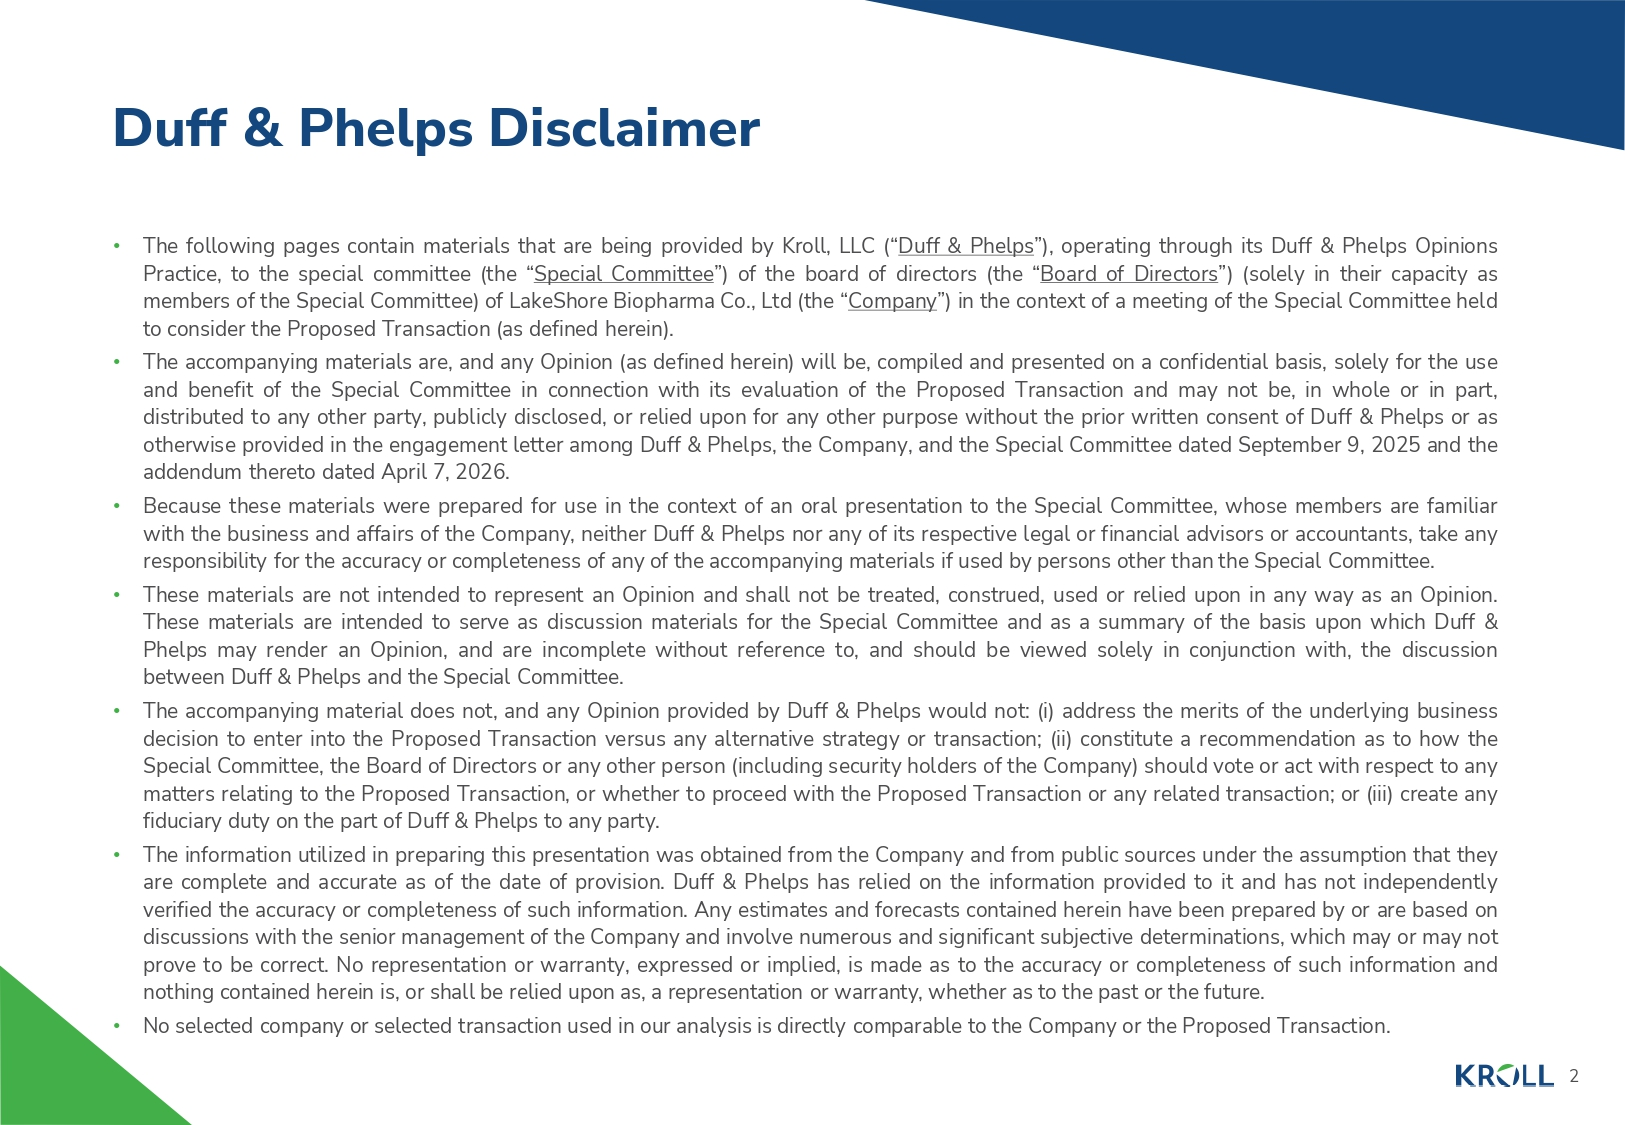 Duff & Phelps Disclaimer
• The following pages contain materials that are being provided by Kroll, LLC (“Duff & Phelps”), operating through its Duff & Phelps Opinions
Practice, to the special committee (the “Special Committee”) of the board of directors (the “Board of Directors”) (solely in their capacity as
members of the Special Committee) of LakeShore Biopharma Co., Ltd (the “Company”) in the context of a meeting of the Special Committee held
to consider the Proposed Transaction (as defined herein).
• The accompanying materials are, and any Opinion (as defined herein) will be, compiled and presented on a confidential basis, solely for the use
and benefit of the Special Committee in connection with its evaluation of the Proposed Transaction and may not be, in whole or in part,
distributed to any other party, publicly disclosed, or relied upon for any other purpose without the prior written consent of Duff & Phelps or as
otherwise provided in the engagement letter among Duff & Phelps, the Company, and the Special Committee dated September 9, 2025 and the
addendum thereto dated April 7, 2026.
• Because these materials were prepared for use in the context of an oral presentation to the Special Committee, whose members are familiar
with the business and affairs of the Company, neither Duff & Phelps nor any of its respective legal or financial advisors or accountants, take any
responsibility for the accuracy or completeness of any of the accompanying materials if used by persons other than the Special Committee.
• These materials are not intended to represent an Opinion and shall not be treated, construed, used or relied upon in any way as an Opinion.
These materials are intended to serve as discussion materials for the Special Committee and as a summary of the basis upon which Duff &
Phelps may render an Opinion, and are incomplete without reference to, and should be viewed solely in conjunction with, the discussion
between Duff & Phelps and the Special Committee.
• The accompanying material does not, and any Opinion provided by Duff & Phelps would not: (i) address the merits of the underlying business
decision to enter into the Proposed Transaction versus any alternative strategy or transaction; (ii) constitute a recommendation as to how the
Special Committee, the Board of Directors or any other person (including security holders of the Company) should vote or act with respect to any
matters relating to the Proposed Transaction, or whether to proceed with the Proposed Transaction or any related transaction; or (iii) create any
fiduciary duty on the part of Duff & Phelps to any party.
• The information utilized in preparing this presentation was obtained from the Company and from public sources under the assumption that they
are complete and accurate as of the date of provision. Duff & Phelps has relied on the information provided to it and has not independently
verified the accuracy or completeness of such information. Any estimates and forecasts contained herein have been prepared by or are based on
discussions with the senior management of the Company and involve numerous and significant subjective determinations, which may or may not
prove to be correct. No representation or warranty, expressed or implied, is made as to the accuracy or completeness of such information and
nothing contained herein is, or shall be relied upon as, a representation or warranty, whether as to the past or the future.
• No selected company or selected transaction used in our analysis is directly comparable to the Company or the Proposed Transaction.
KROLL 2